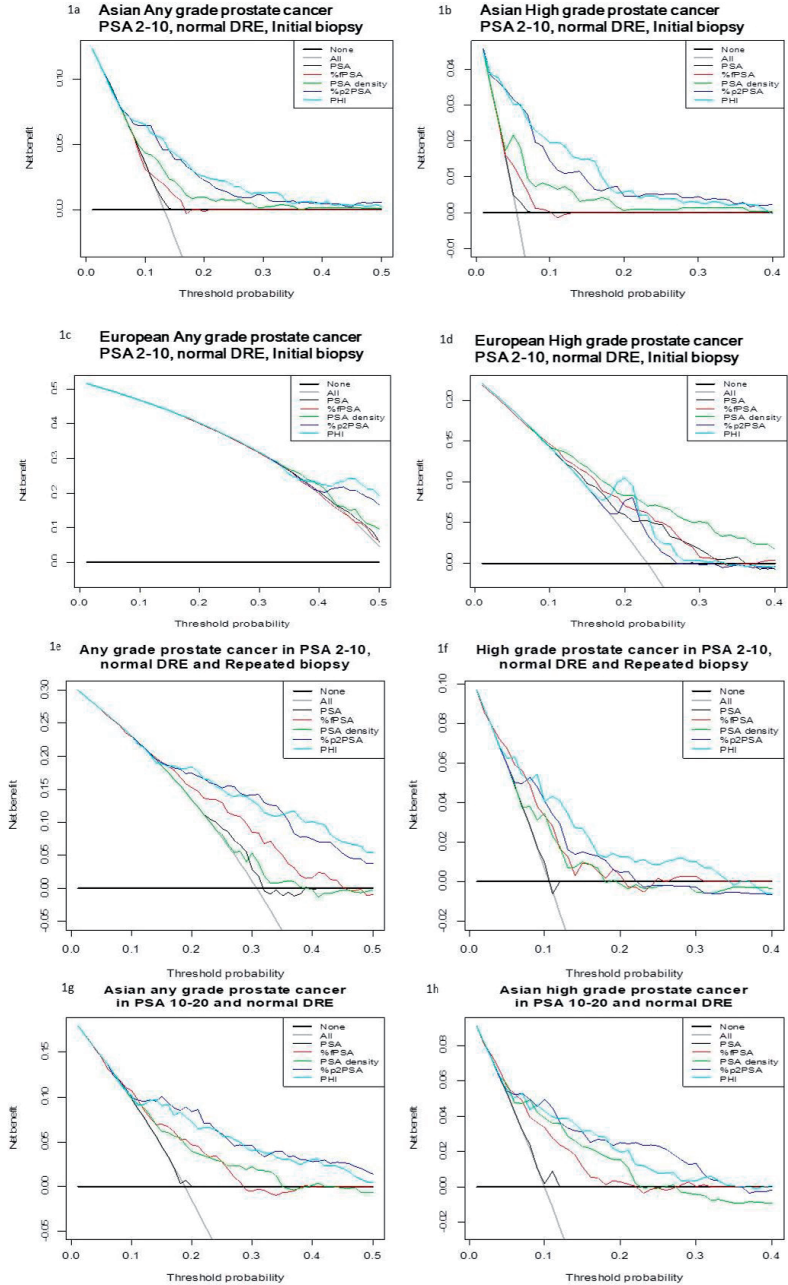 1a Asian Any grade prostate cancer
PSA 2-10, normal DRE, Initial biopsy
None
All
PSA
%fPSA
PSA density
%p2PSA
PHI
Net benefit
0.10
0.05
0.00
0.0 0.1 0.2 0.3 0.4 0.5
Threshold probability
1b Asian High grade prostate cancer
PSA 2-10, normal DRE, Initial biopsy
None
All
PSA
%fPSA
PSA density
%p2PSA
PHI
Net benefit
0.04
0.03
0.02
0.01
0.00
-0.01
0.0 0.1 0.2 0.3 0.4
Threshold probability
1c European Any grade prostate cancer
PSA 2-10, normal DRE, Initial biopsy
None
All
PSA
%fPSA
PSA density
%p2PSA
PHI
Net benefit
0.5
0.4
0.3
0.2
0.1
0.0
0.0 0.1 0.2 0.3 0.4 0.5
Threshold probability
1d European High grade prostate cancer
PSA 2-10, normal DRE, Initial biopsy
None
All
PSA
%fPSA
PSA density
%p2PSA
PHI
Net benefit
0.20
0.15
0.10
0.05
0.00
0.0 0.1 0.2 0.3 0.4
Threshold probability
1e Any grade prostate cancer in PSA 2-10,
normal DRE and Repeated biopsy
None
All
PSA
%fPSA
PSA density
%p2PSA
PHI
Net benefit
0.30
0.25
0.20
0.15
0.10
0.05
0.00
-0.05
0.0 0.1 0.2 0.3 0.4 0.5
Threshold probability
1f High grade prostate cancer in PSA 2-10,
normal DRE and Repeated biopsy
None
All
PSA
%fPSA
PSA density
%p2PSA
PHI
Net benefit
0.10
0.08
0.06
0.04
0.02
0.00
-0.02
0.0 0.1 0.2 0.3 0.4
Threshold probability
1g Asian any grade prostate cancer
in PSA 10-20 and normal DRE
None
All
PSA
%fPSA
PSA density
%p2PSA
PHI
Net benefit
0.15
0.10
0.05
0.00
-0.05
0.0 0.1 0.2 0.3 0.4 0.5
Threshold probability
1h Asian high grade prostate cancer
in PSA 10-20 and normal DRE
None
All
PSA
%fPSA
PSA density
%p2PSA
PHI
Net benefit
0.08
0.06
0.04
0.02
0.00
-0.02
0.0 0.1 0.2 0.3 0.4
Threshold probability